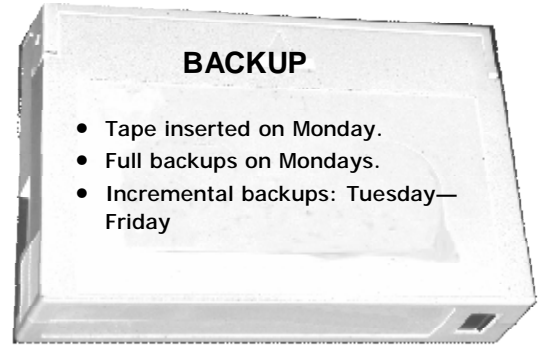 BACKUP
• Tape inserted on Monday.
• Full backups on Mondays.
• Incremental backups: Tuesday—
Friday